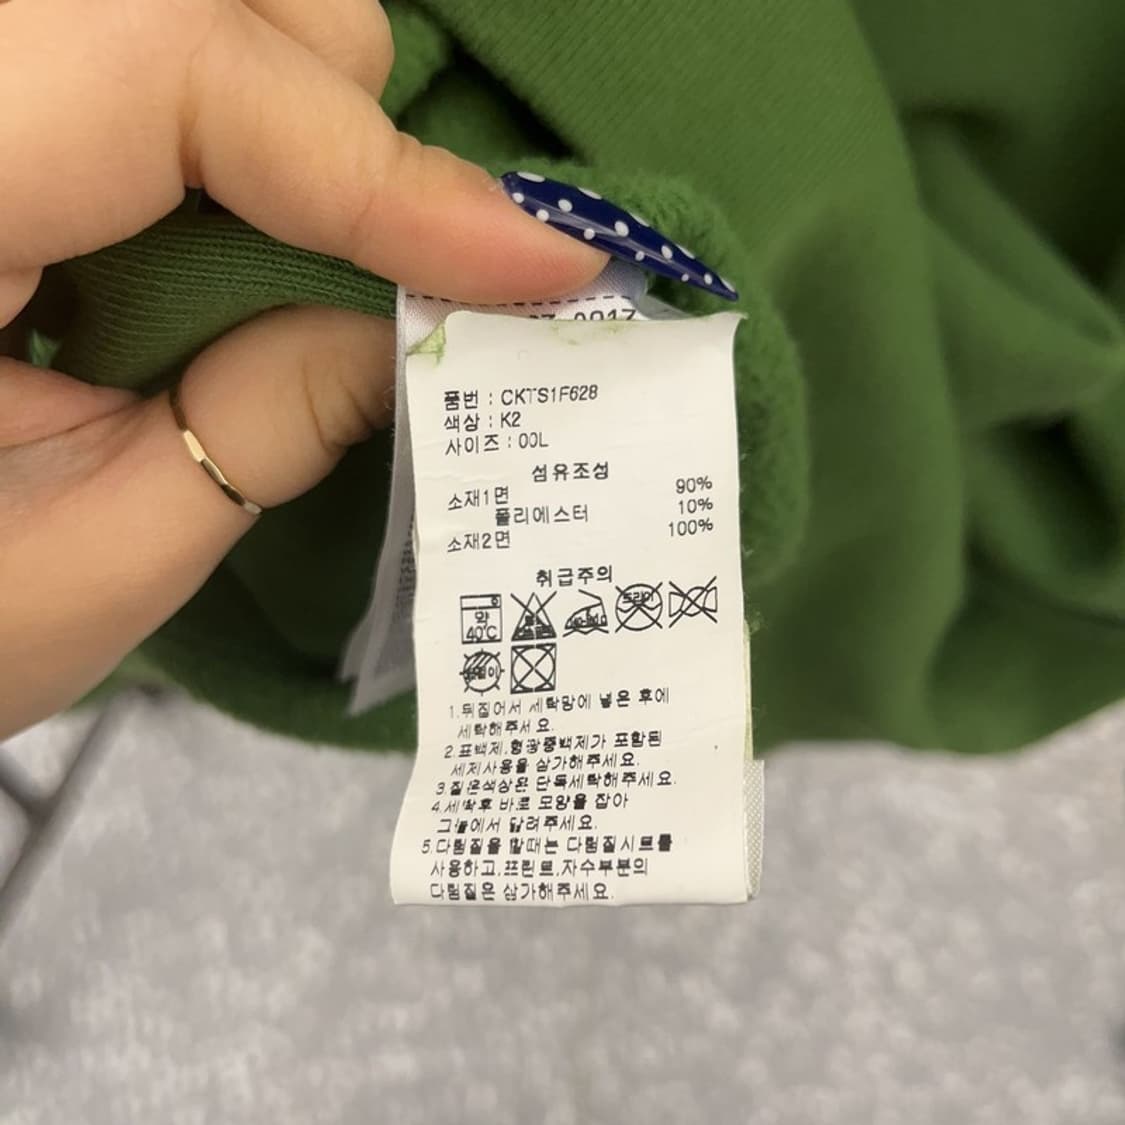 0017
품번 : CKTS1F628
색상 : K2
사이즈 : 00L
섬유조성
소재1면 90%
폴리에스터 10%
소재2면 100%
취급주의
약
40℃
드라이
1.뒤집어서 세탁망에 넣은 후에
세탁해주세요.
2.표백제,형광증백제가 포함된
세제사용을 삼가해주세요.
3.짙은색상은 단독세탁해주세요.
4.세탁후 바로 모양을 잡아
그늘에서 말려주세요.
5.다림질을 할때는 다림질시트를
사용하고,프린트,자수부분의
다림질은 삼가해주세요.